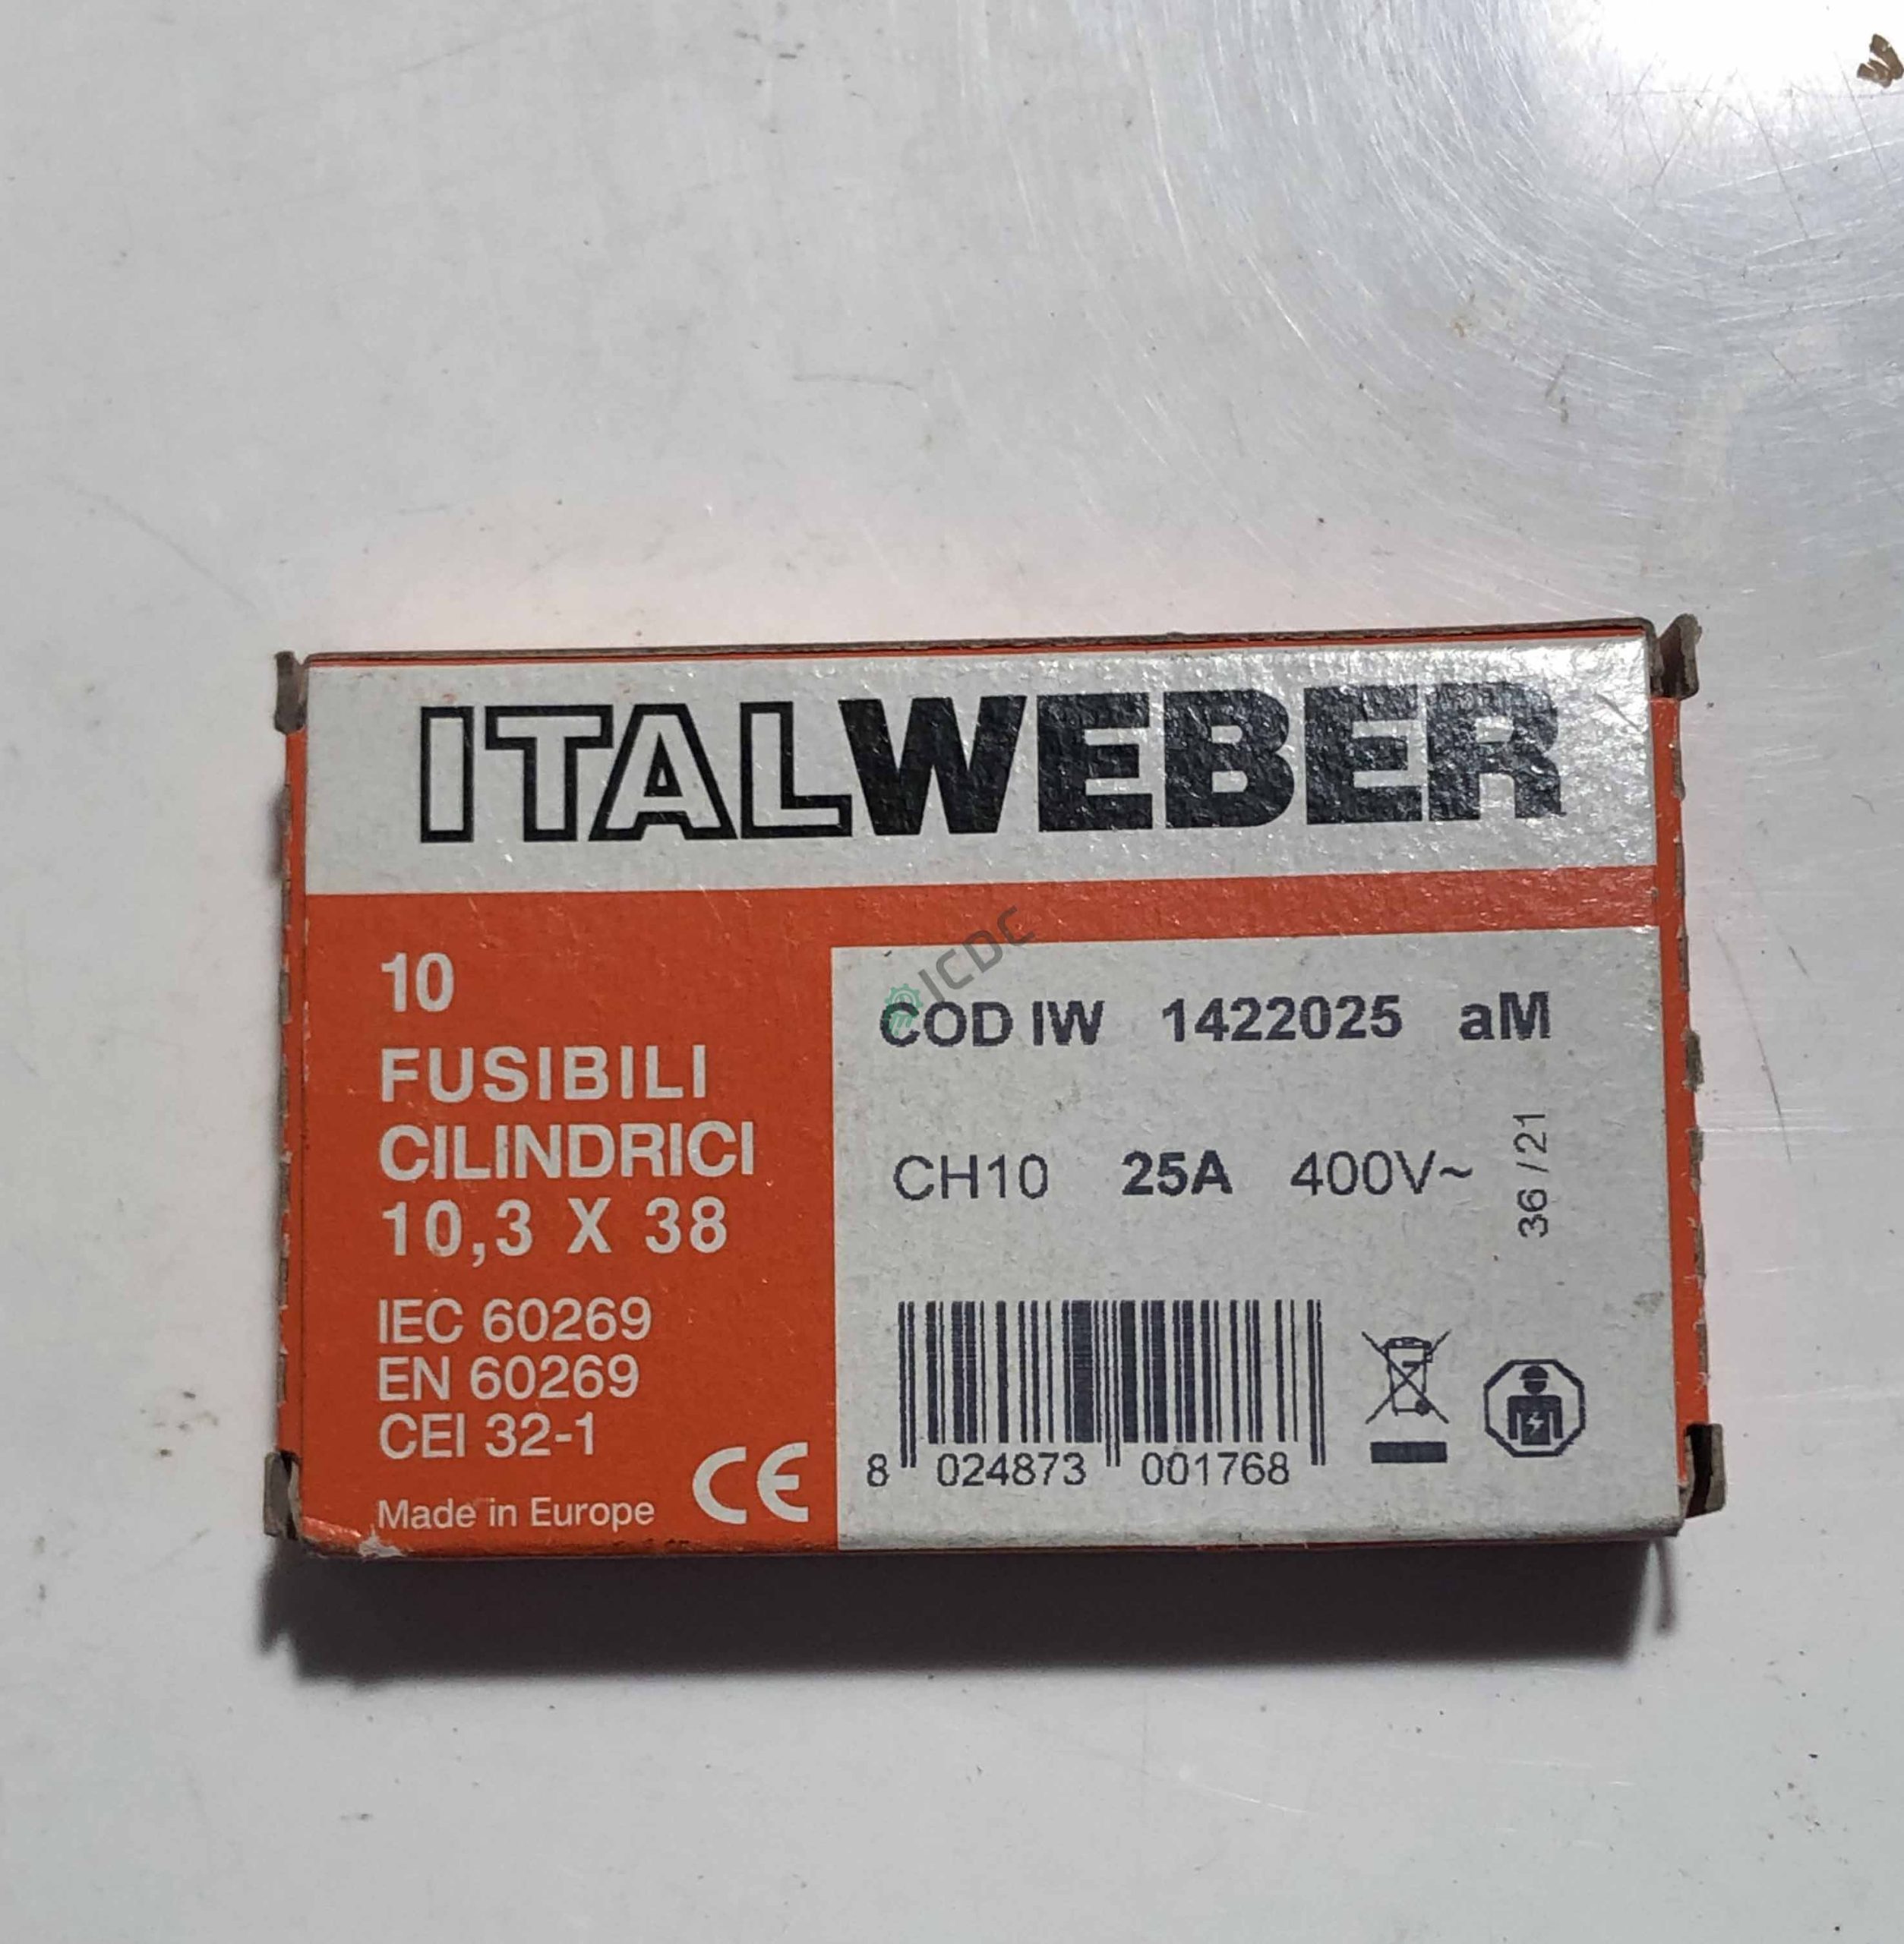 ITALWEBER
10
FUSIBILI
CILINDRICI
10,3 X 38
IEC 60269
EN 60269
CEI 32-1
Made in Europe CE
ICDC
COD IW 1422025 aM
CH10 25A 400V~
36/21
8 024873 001768